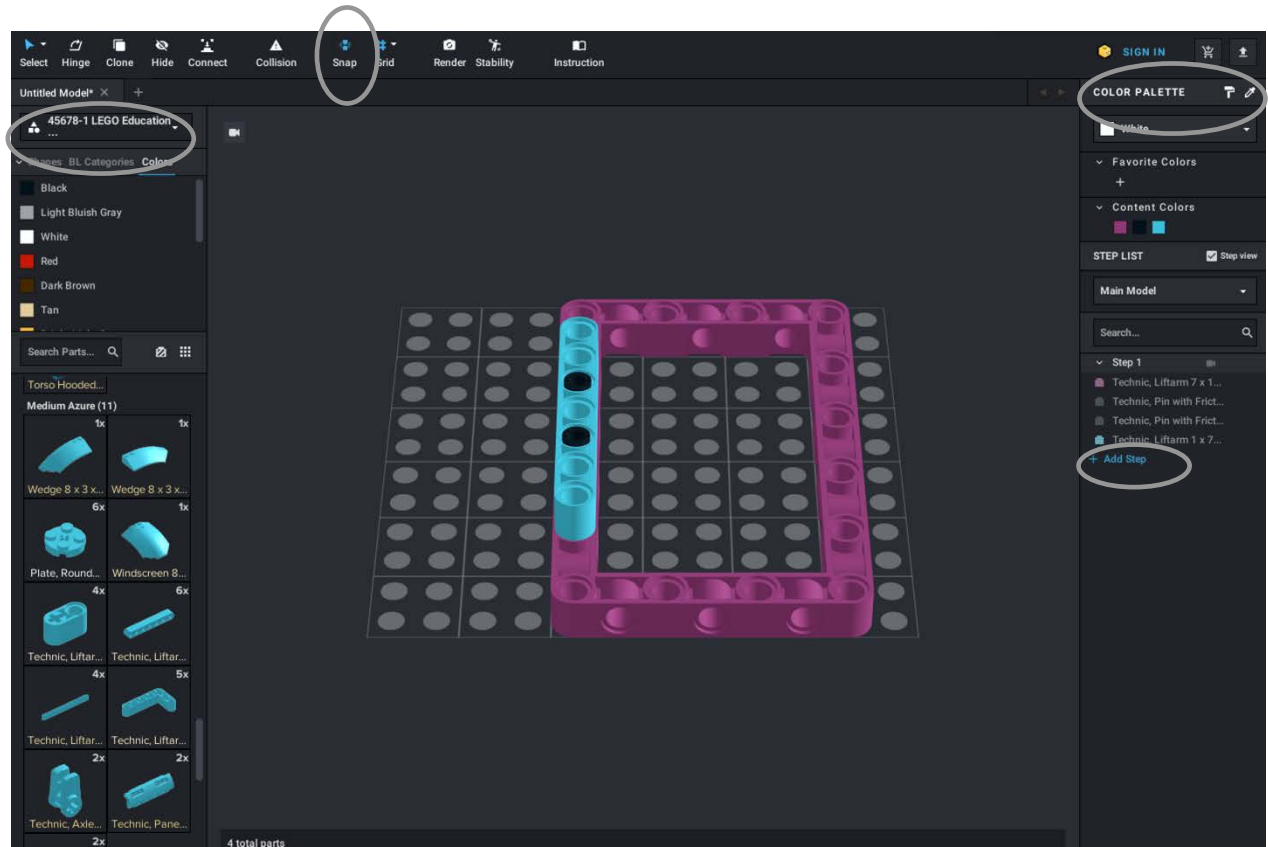 Select Hinge Clone Hide Connect Collision Snap Grid Render Stability Instruction
SIGN IN
Untitled Model* × +
COLOR PALETTE
45678-1 LEGO Education
...
White
Shapes BL Categories Colors
Favorite Colors
+
Black
Light Bluish Gray
White
Red
Dark Brown
Tan
Content Colors
STEP LIST
Step view
Main Model
Search...
Step 1
Technic, Liftarm 7 x 1...
Technic, Pin with Frict...
Technic, Pin with Frict...
Technic, Liftarm 1 x 7...
+ Add Step
Search Parts...
Torso Hooded...
Medium Azure (11)
1x 1x
Wedge 8 x 3 x... Wedge 8 x 3 x...
6x 1x
Plate, Round... Windscreen 8...
4x 6x
Technic, Liftar... Technic, Liftar...
4x 5x
Technic, Liftar... Technic, Liftar...
2x 2x
Technic, Axle... Technic, Pane...
2x
4 total parts